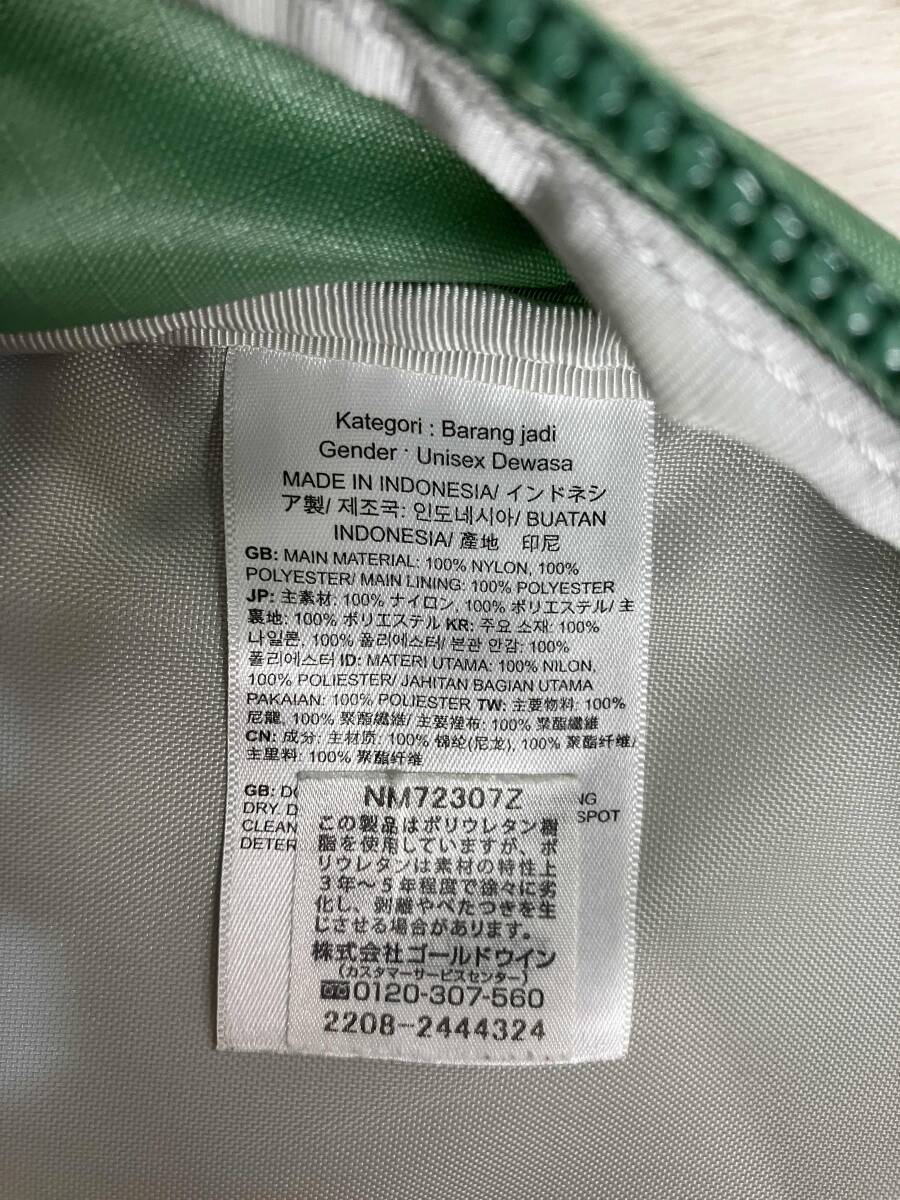 Kategori : Barang jadi
Gender : Unisex Dewasa
MADE IN INDONESIA/ インドネシ
ア製/ 제조국: 인도네시아/ BUATAN
INDONESIA/ 產地 印尼
GB: MAIN MATERIAL: 100% NYLON, 100%
POLYESTER/ MAIN LINING: 100% POLYESTER
JP: 主素材: 100% ナイロン, 100% ポリエステル/ 主
裏地: 100% ポリエステル KR: 주요 소재: 100%
나일론, 100% 폴리에스터/ 본관 안감: 100%
폴리에스터 ID: MATERI UTAMA: 100% NILON,
100% POLIESTER/ JAHITAN BAGIAN UTAMA
PAKAIAN: 100% POLIESTER TW: 主要物料: 100%
尼龍, 100% 聚酯纖維/ 主要裡布: 100% 聚酯纖維
CN: 成分: 主材质: 100% 锦纶(尼龙), 100% 聚酯纤维/
主里料: 100% 聚酯纤维
GB: DO NG
DRY D SPOT
CLEAN
DETER
NM72307Z
この製品はポリウレタン樹
脂を使用していますが、ポ
リウレタンは素材の特性上
3年〜5年程度で徐々に劣
化し、剥離やべたつきを生
じさせる場合があります。
株式会社ゴールドウイン
(カスタマーサービスセンター)
0120-307-560
2208-2444324